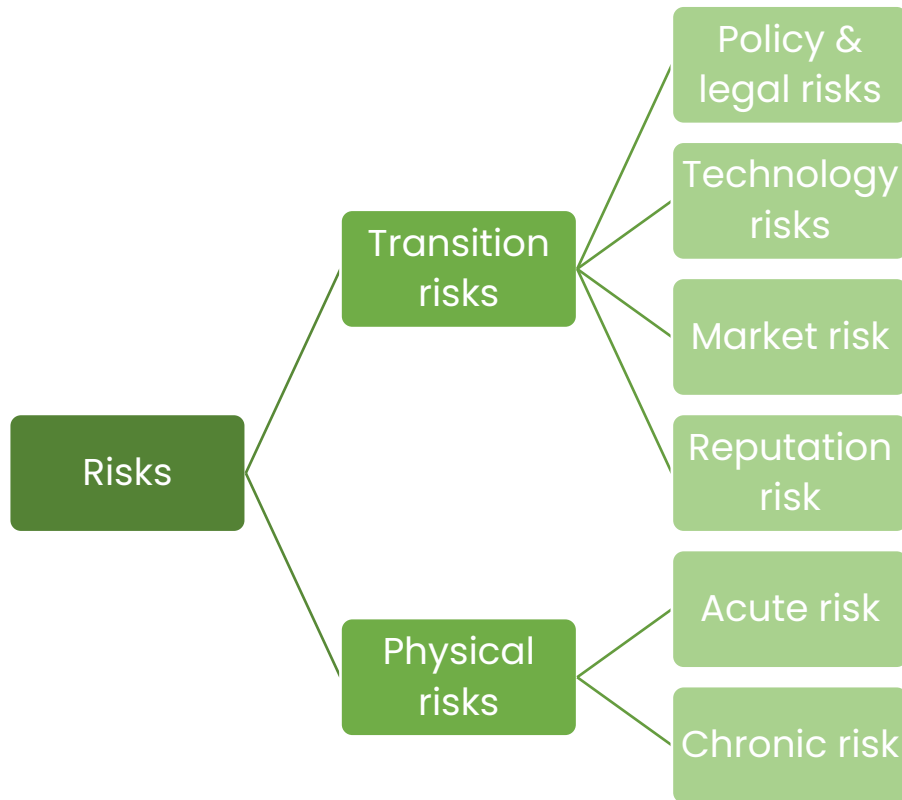 Risks
Transition
risks
Policy &
legal risks
Technology
risks
Market risk
Reputation
risk
Physical
risks
Acute risk
Chronic risk